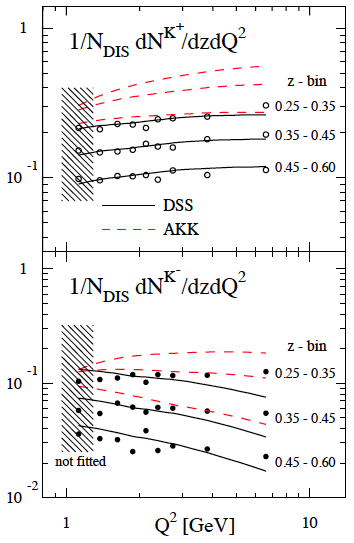 1/N_DIS dN^K+/dzdQ^2
1
z - bin
0.25 - 0.35
0.35 - 0.45
10^-1
0.45 - 0.60
DSS
AKK
1/N_DIS dN^K-/dzdQ^2
1
z - bin
0.25 - 0.35
10^-1
0.35 - 0.45
not fitted
0.45 - 0.60
10^-2
1
10
Q^2 [GeV]